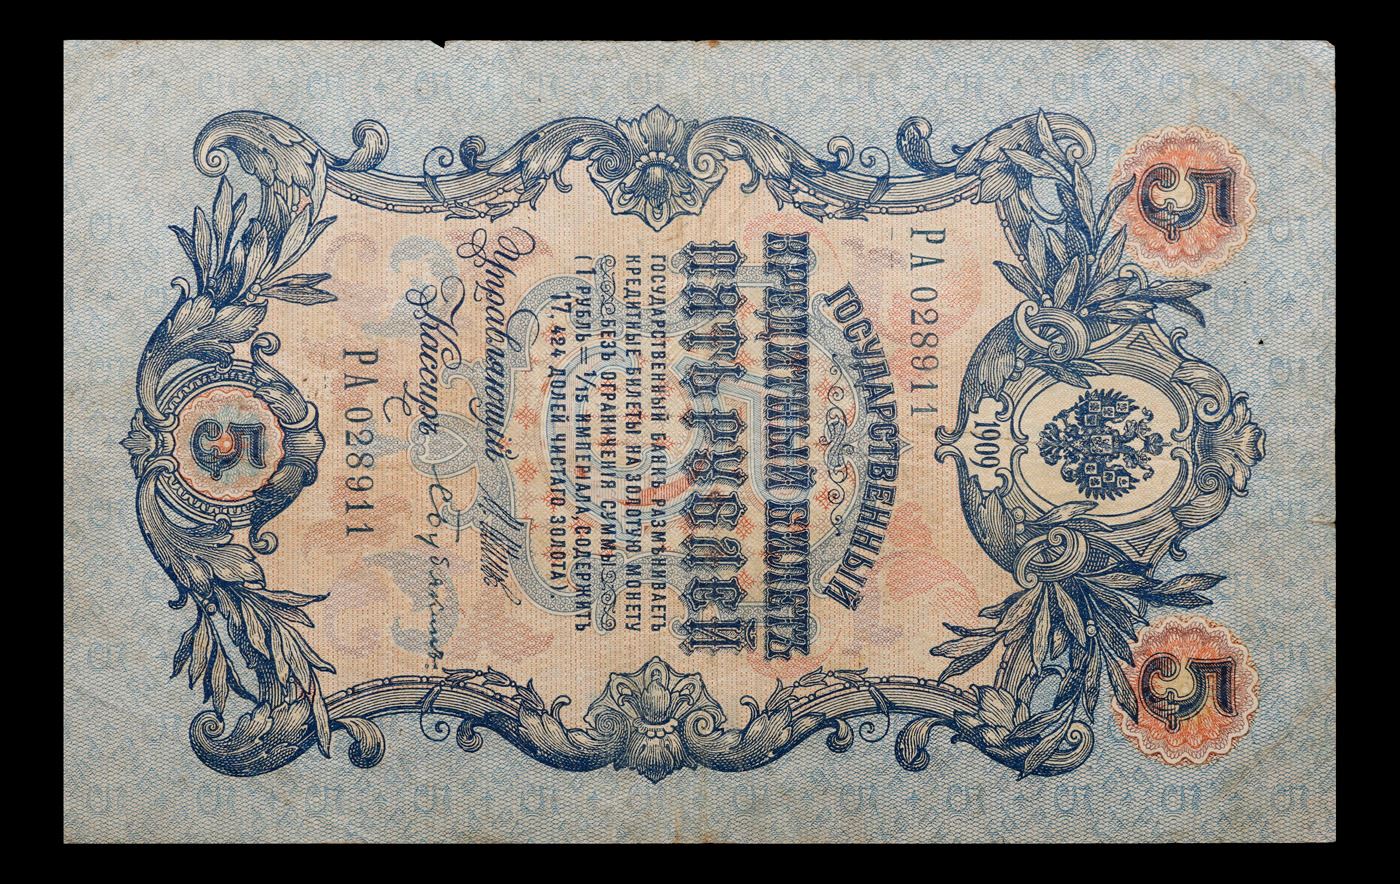 5 5
1909
РА 028911
ГОСУДАРСТВЕННЫЙ
КРЕДИТНЫЙ БИЛЕТЪ
ПЯТЬ РУБЛЕЙ
ГОСУДАРСТВЕННЫЙ БАНКЪ РАЗМѢНИВАЕТЪ
КРЕДИТНЫЕ БИЛЕТЫ НА ЗОЛОТУЮ МОНЕТУ
БЕЗЪ ОГРАНИЧЕНІЯ СУММЫ
(1 РУБЛЬ = 1/15 ИМПЕРІАЛА, СОДЕРЖИТЪ
17,424 ДОЛЕЙ ЧИСТАГО ЗОЛОТА).
Управляющій
Кассиръ
РА 028911
5